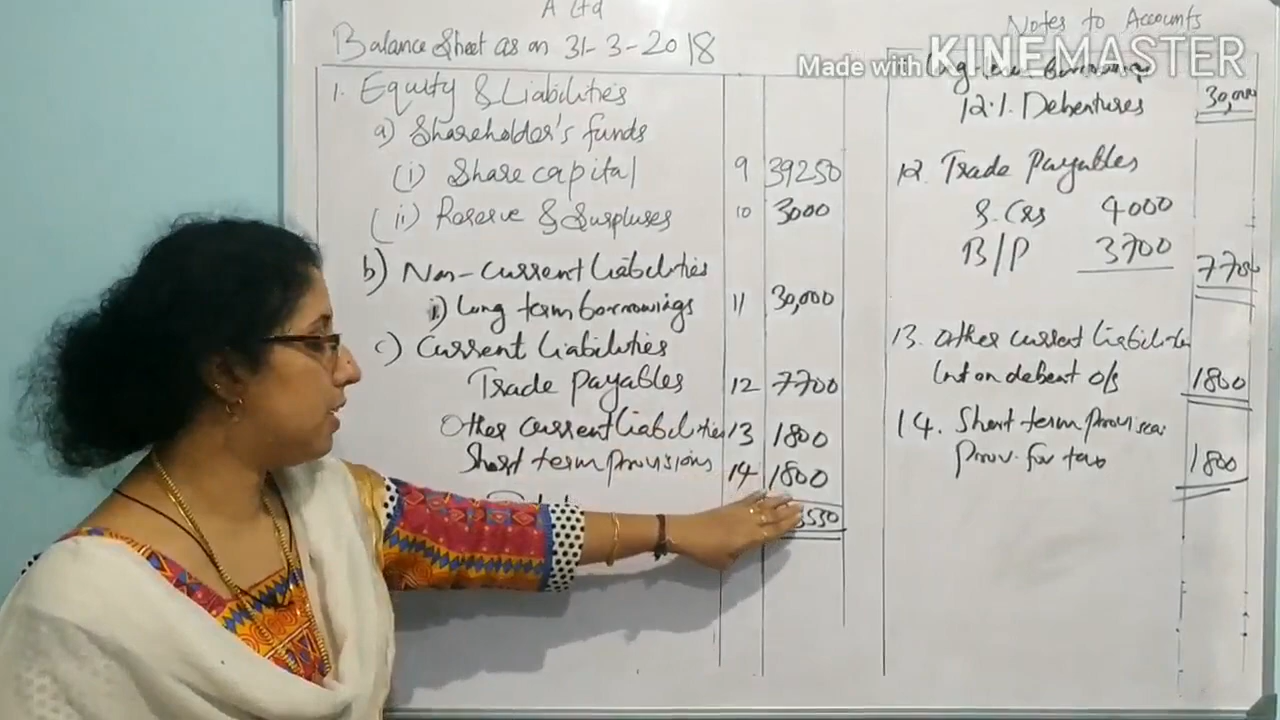 A Ltd
Balance Sheet as on 31-3-2018
1. Equity & Liabilities
a) Shareholder's funds
(i) Share capital 9 39250
(ii) Reserve & Surpluses 10 3000
b) Non-Current Liabilities
i) Long term borrowings 11 30,000
c) Current Liabilities
Trade payables 12 7700
Other current liabilities 13 1800
Short term provisions 14 1800
Notes to Accounts
Made with KINEMASTER
12% Debentures 30,000
12. Trade Payables
S. Crs 4000
B/P 3700
7700
13. Other current liabilities
Int on debent o/s 1800
14. Short term provision
Prov. for tax 1800